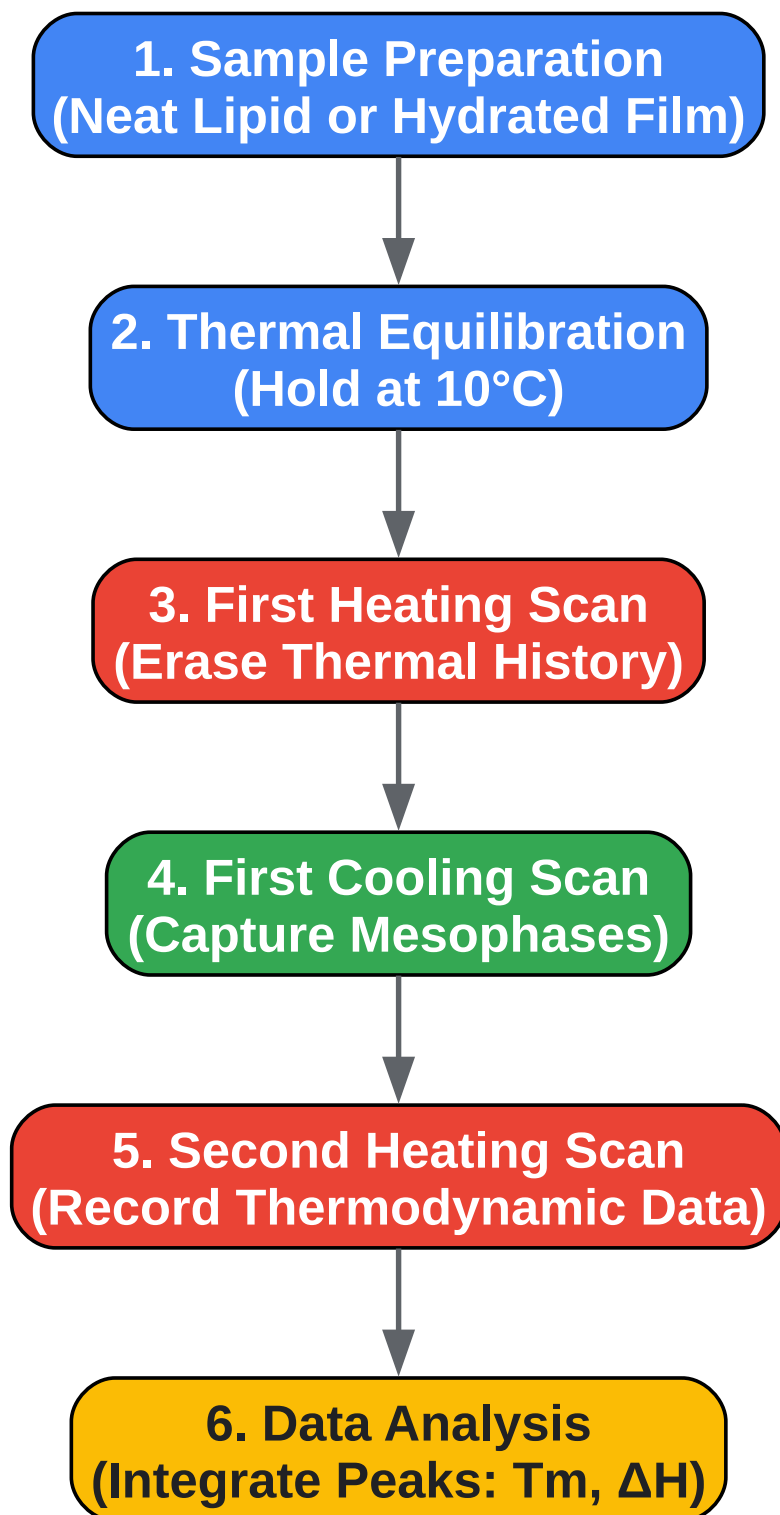 1. Sample Preparation
(Neat Lipid or Hydrated Film)
2. Thermal Equilibration
(Hold at 10°C)
3. First Heating Scan
(Erase Thermal History)
4. First Cooling Scan
(Capture Mesophases)
5. Second Heating Scan
(Record Thermodynamic Data)
6. Data Analysis
(Integrate Peaks: Tm, ΔH)